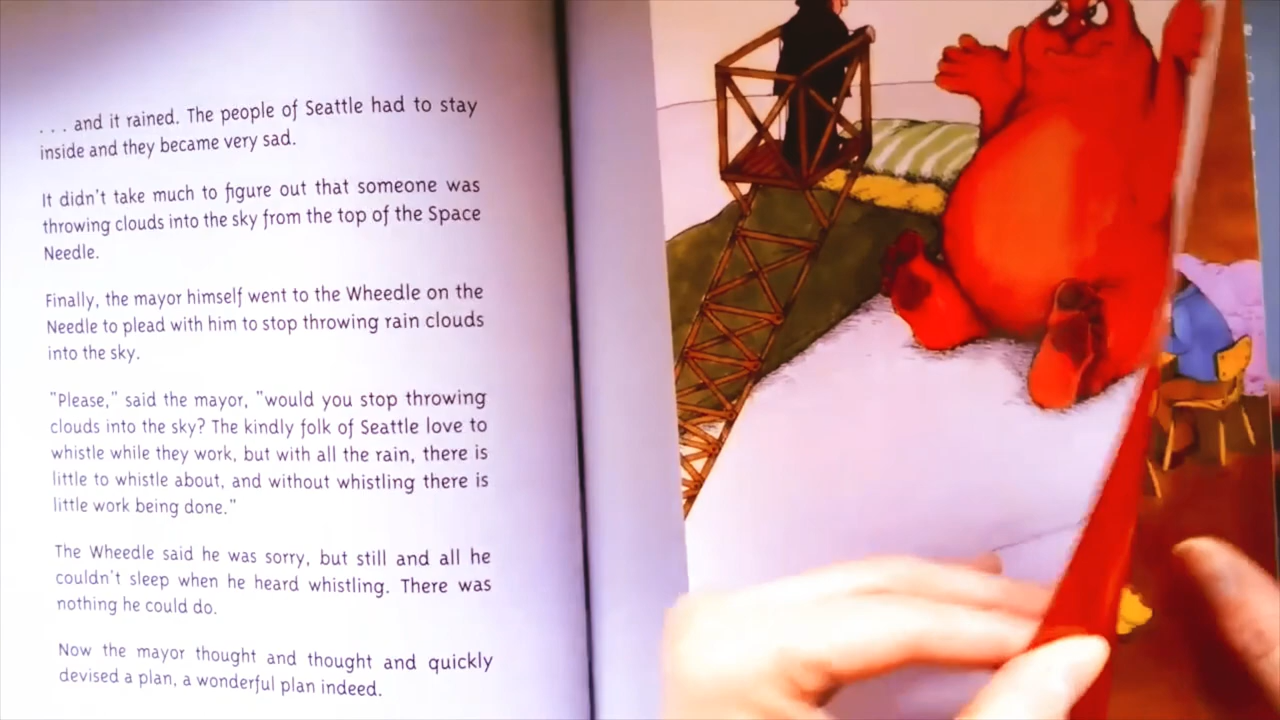 . . . and it rained. The people of Seattle had to stay
inside and they became very sad.
It didn't take much to figure out that someone was
throwing clouds into the sky from the top of the Space
Needle.
Finally, the mayor himself went to the Wheedle on the
Needle to plead with him to stop throwing rain clouds
into the sky.
"Please," said the mayor, "would you stop throwing
clouds into the sky? The kindly folk of Seattle love to
whistle while they work, but with all the rain, there is
little to whistle about, and without whistling there is
little work being done."
The Wheedle said he was sorry, but still and all he
couldn't sleep when he heard whistling. There was
nothing he could do.
Now the mayor thought and thought and quickly
devised a plan, a wonderful plan indeed.